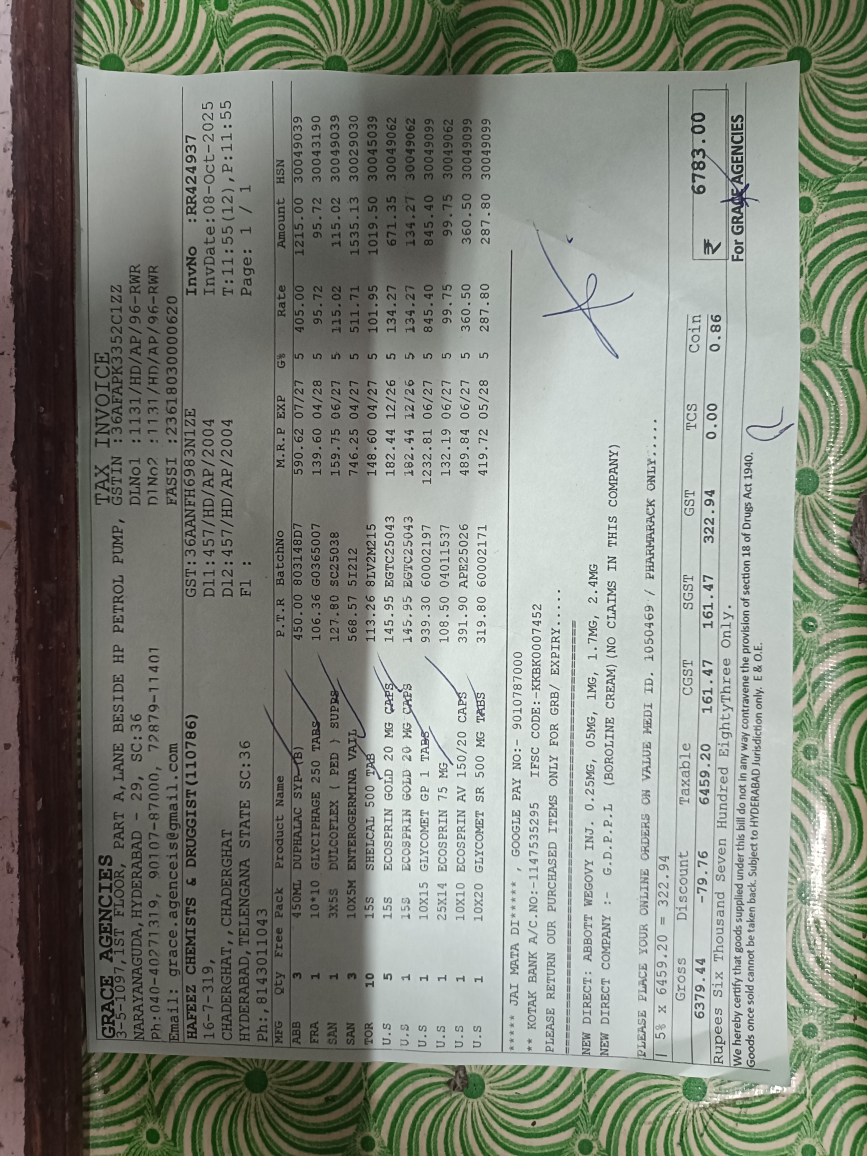 GRACE AGENCIES
3-5-1097,1ST FLOOR, PART A,LANE BESIDE HP PETROL PUMP,
NARAYANAGUDA,HYDERABAD - 29, SC:36
Ph:040-40271319, 90107-87000, 72879-11401
Email: grace.agenceis@gmail.com
TAX INVOICE
GSTIN :36AFAPK3352C1ZZ
DLNo1 :1131/HD/AP/96-RWR
DlNo2 :1131/HD/AP/96-RWR
FASSI :23618030000620
HAFEEZ CHEMISTS & DRUGGIST(110786)
16-7-319,
CHADERGHAT,,CHADERGHAT
HYDERABAD,TELENGANA STATE SC:36
Ph:,8143011043
GST:36AANFH6983N1ZE
Dl1:457/HD/AP/2004
Dl2:457/HD/AP/2004
Fl :
InvNo :RR424937
InvDate:08-Oct-2025
T:11:55(12),P:11:55
Page: 1 / 1
MFG Qty Free Pack Product Name P.T.R BatchNo M.R.P EXP G% Rate Amount HSN
ABB 3 450ML DUPHALAC SYP (B) 450.00 803148D7 590.62 07/27 5 405.00 1215.00 30049039
FRA 1 10*10 GLYCIPHAGE 250 TABS 106.36 G0365007 139.60 04/28 5 95.72 95.72 30043190
SAN 1 3X5S DULCOFLEX ( PED ) SUPPS 127.80 SC25038 159.75 06/27 5 115.02 115.02 30049039
SAN 3 10X5M ENTEROGERMINA VAIL 568.57 5I212 746.25 04/27 5 511.71 1535.13 30029030
TOR 10 15S SHELCAL 500 TAB 113.26 8LV2M215 148.60 04/27 5 101.95 1019.50 30045039
U.S 5 15S ECOSPRIN GOLD 20 MG CAPS 145.95 EGTC25043 182.44 12/26 5 134.27 671.35 30049062
U.S 1 15S ECOSPRIN GOLD 20 MG CAPS 145.95 EGTC25043 182.44 12/26 5 134.27 134.27 30049062
U.S 1 10X15 GLYCOMET GP 1 TABS 939.30 60002197 1232.81 06/27 5 845.40 845.40 30049099
U.S 1 25X14 ECOSPRIN 75 MG 108.50 04011537 132.19 06/27 5 99.75 99.75 30049062
U.S 1 10X10 ECOSPRIN AV 150/20 CAPS 391.90 APE25026 489.84 06/27 5 360.50 360.50 30049099
U.S 1 10X20 GLYCOMET SR 500 MG TABS 319.80 60002171 419.72 05/28 5 287.80 287.80 30049099
***** JAI MATA DI***** , GOOGLE PAY NO:- 9010787000
** KOTAK BANK A/C.NO:-1147535295 IFSC CODE:-KKBK0007452
PLEASE RETURN OUR PURCHASED ITEMS ONLY FOR GRB/ EXPIRY.....
NEW DIRECT: ABBOTT WEGOVY INJ. 0.25MG, 05MG, 1MG, 1.7MG, 2.4MG
NEW DIRECT COMPANY :- G.D.P.P.L (BOROLINE CREAM)(NO CLAIMS IN THIS COMPANY)
PLEASE PLACE YOUR ONLINE ORDERS ON VALUE MEDI ID. 1050469 / PHARMARACK ONLY.....
| 5% x 6459.20 = 322.94
Gross Discount Taxable CGST SGST GST TCS Coin
6379.44 -79.76 6459.20 161.47 161.47 322.94 0.00 0.86
₹ 6783.00
Rupees Six Thousand Seven Hundred EightyThree Only.
We hereby certify that goods supplied under this bill do not in any way contravene the provision of section 18 of Drugs Act 1940.
Goods once sold cannot be taken back. Subject to HYDERABAD Jurisdiction only. E & O.E.
For GRACE AGENCIES